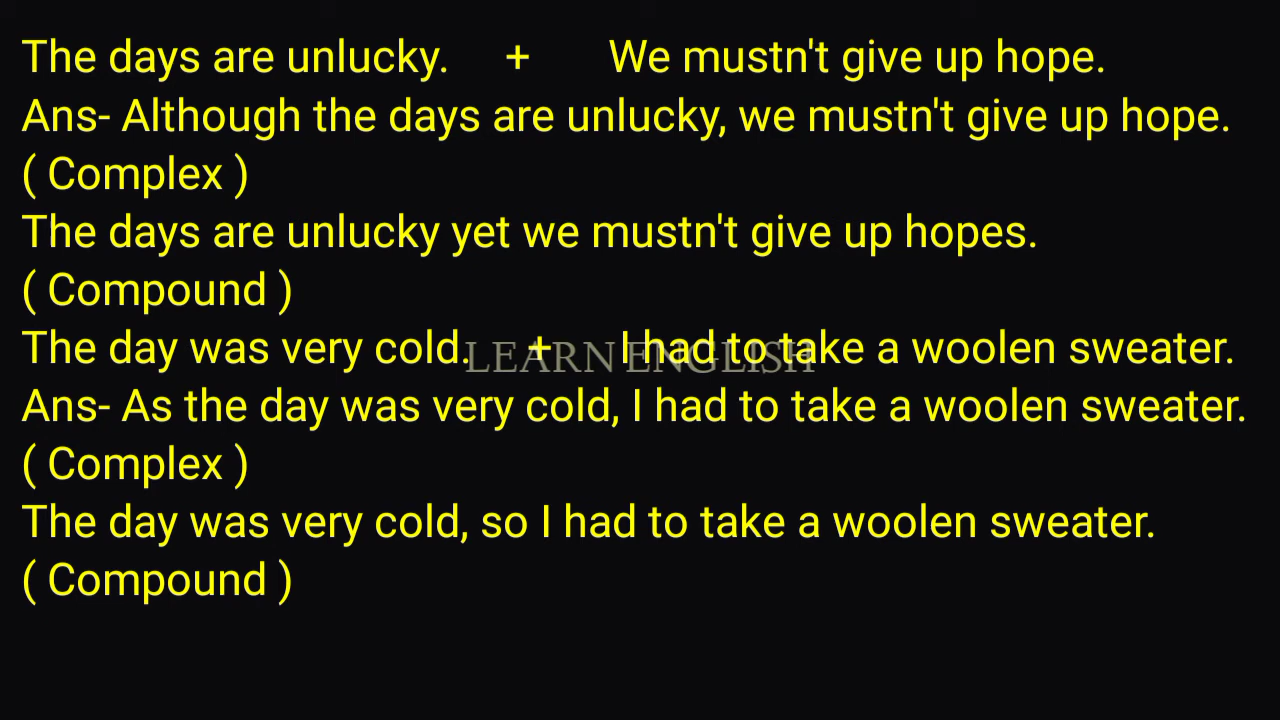 The days are unlucky. + We mustn't give up hope.
Ans- Although the days are unlucky, we mustn't give up hope.
( Complex )
The days are unlucky yet we mustn't give up hopes.
( Compound )
The day was very cold. + I had to take a woolen sweater.
LEARN ENGLISH
Ans- As the day was very cold, I had to take a woolen sweater.
( Complex )
The day was very cold, so I had to take a woolen sweater.
( Compound )